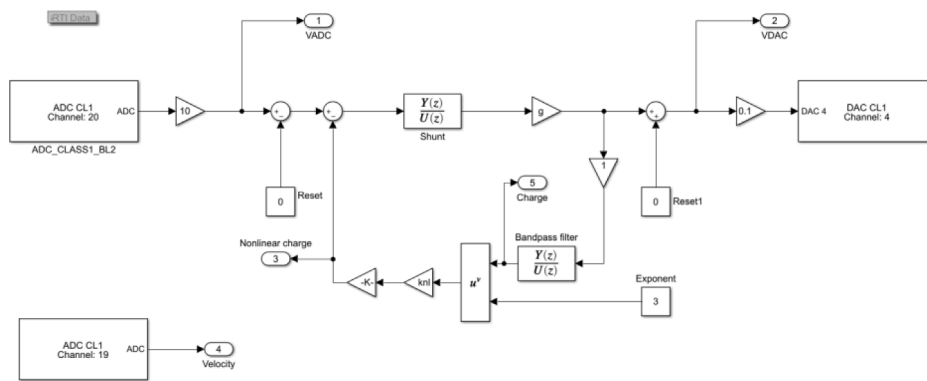 RTI Data
1
VADC
2
VDAC
ADC CL1
Channel: 20
ADC
ADC_CLASS1_BL2
10
+
−
+
−
Y(z)
U(z)
Shunt
g
+
+
0.1
DAC 4
DAC CL1
Channel: 4
1
0
Reset
5
Charge
0
Reset1
Nonlinear charge
3
-K-
knl
u^v
Bandpass filter
Y(z)
U(z)
Exponent
3
ADC CL1
Channel: 19
ADC
4
Velocity